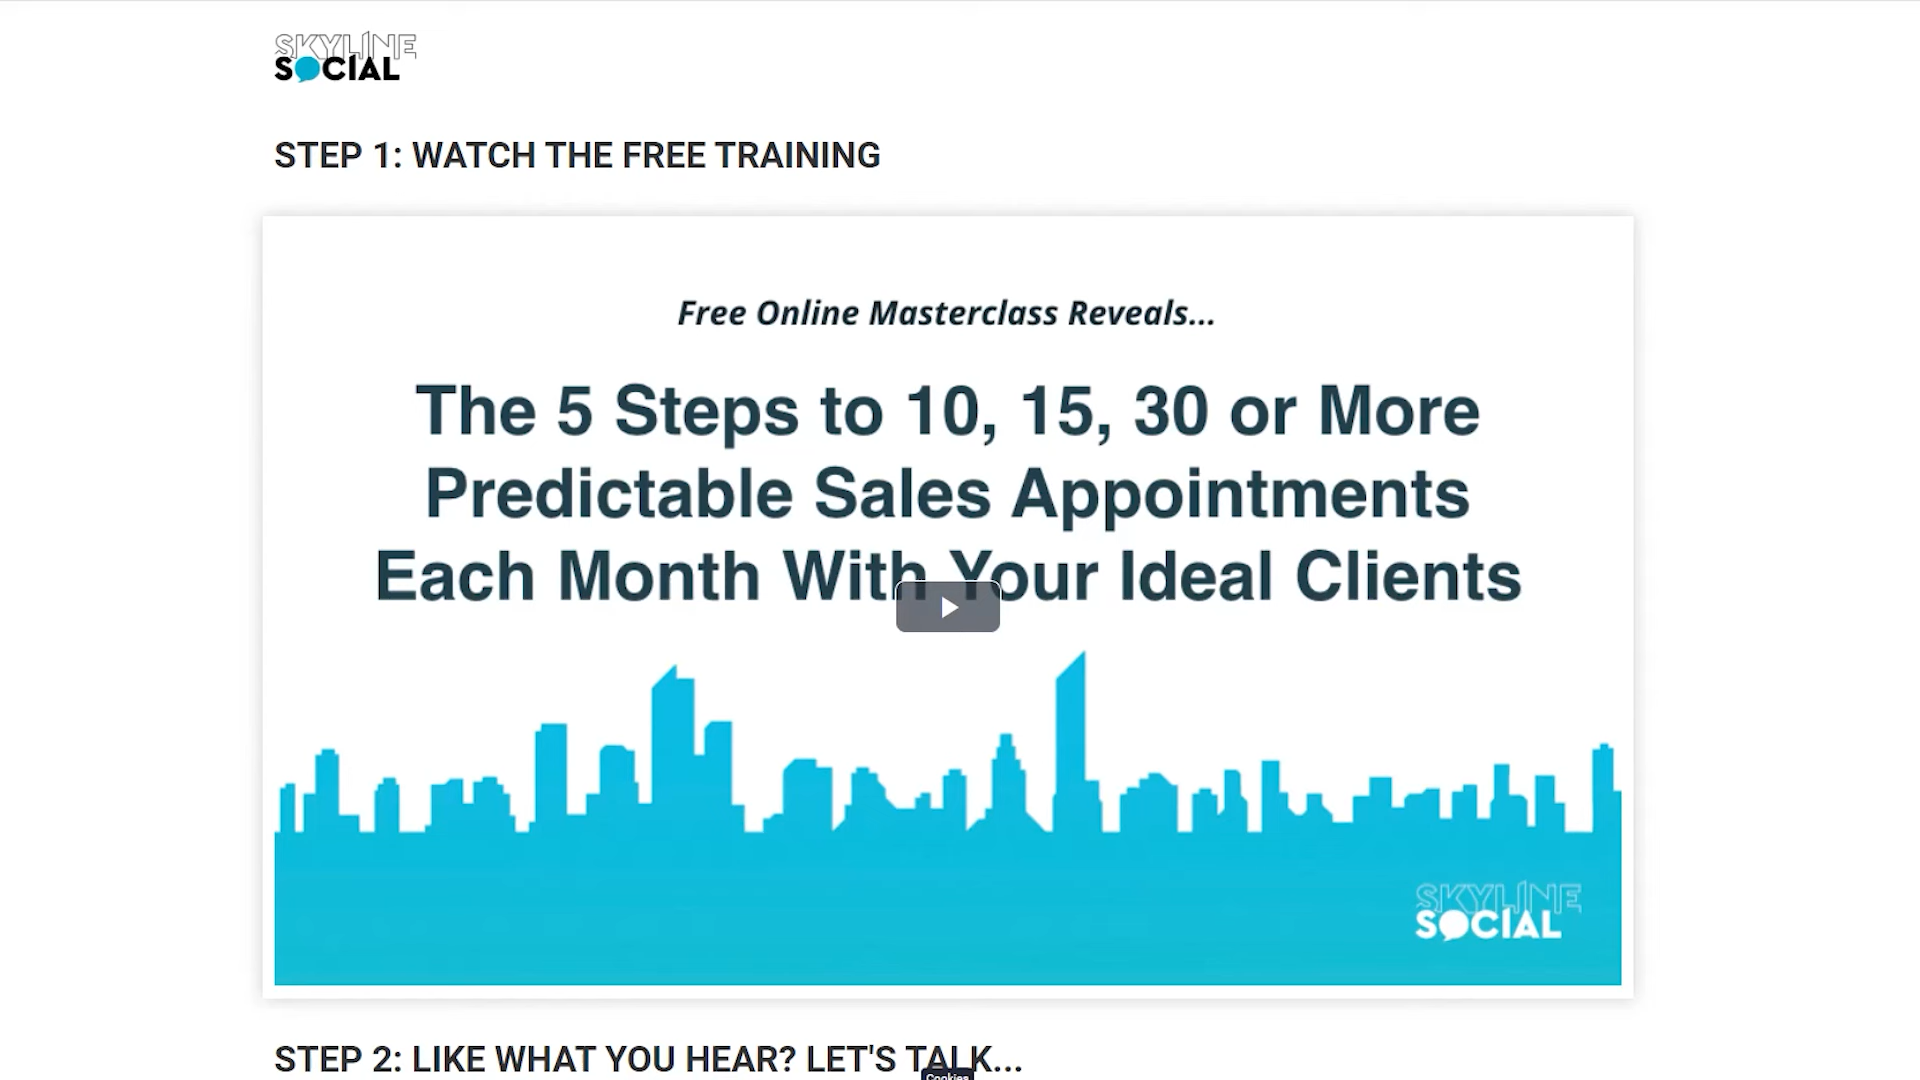 SKYLINE
SOCIAL
STEP 1: WATCH THE FREE TRAINING
Free Online Masterclass Reveals...
The 5 Steps to 10, 15, 30 or More
Predictable Sales Appointments
Each Month With Your Ideal Clients
SKYLINE
SOCIAL
STEP 2: LIKE WHAT YOU HEAR? LET'S TALK...
Cookies